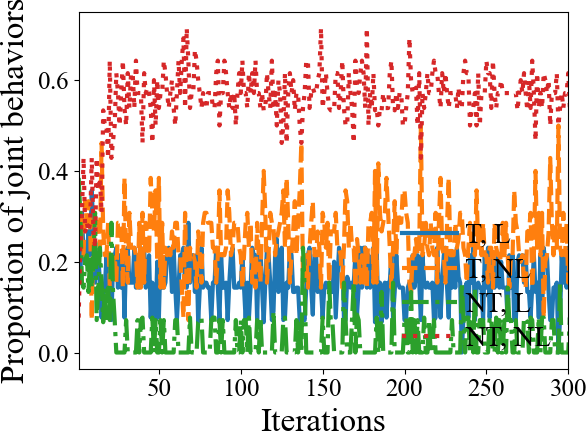 Proportion of joint behaviors
0.6
0.4
0.2
0.0
T, L
T, NL
NT, L
NT, NL
50
100
150
200
250
300
Iterations